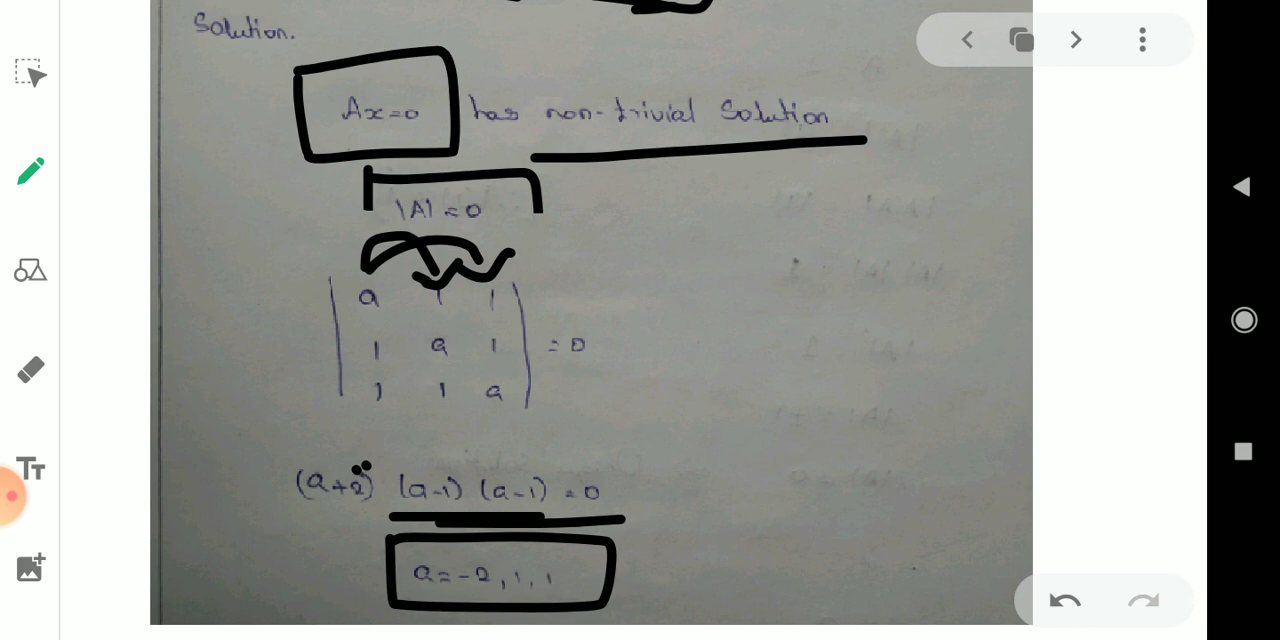 Solution.
Ax=0 has non-trivial Solution
|A| = 0
a 1 1
1 a 1 = 0
1 1 a
(a+2) (a-1) (a-1) = 0
a = -2, 1, 1
Tт